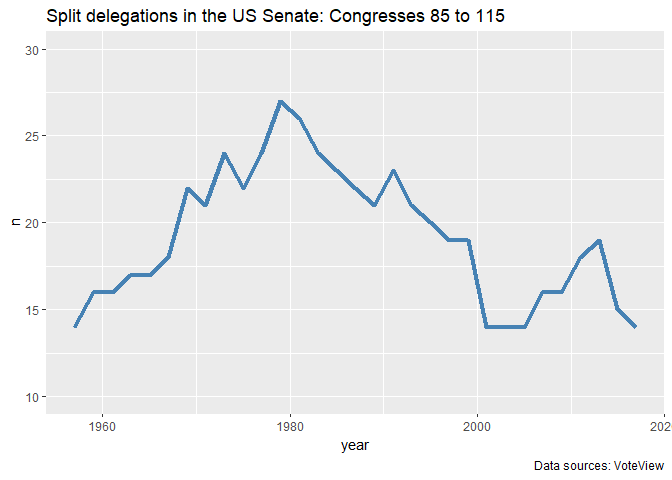 Split delegations in the US Senate: Congresses 85 to 115
30
25
20
15
10
n
1960 1980 2000 202
year
Data sources: VoteView